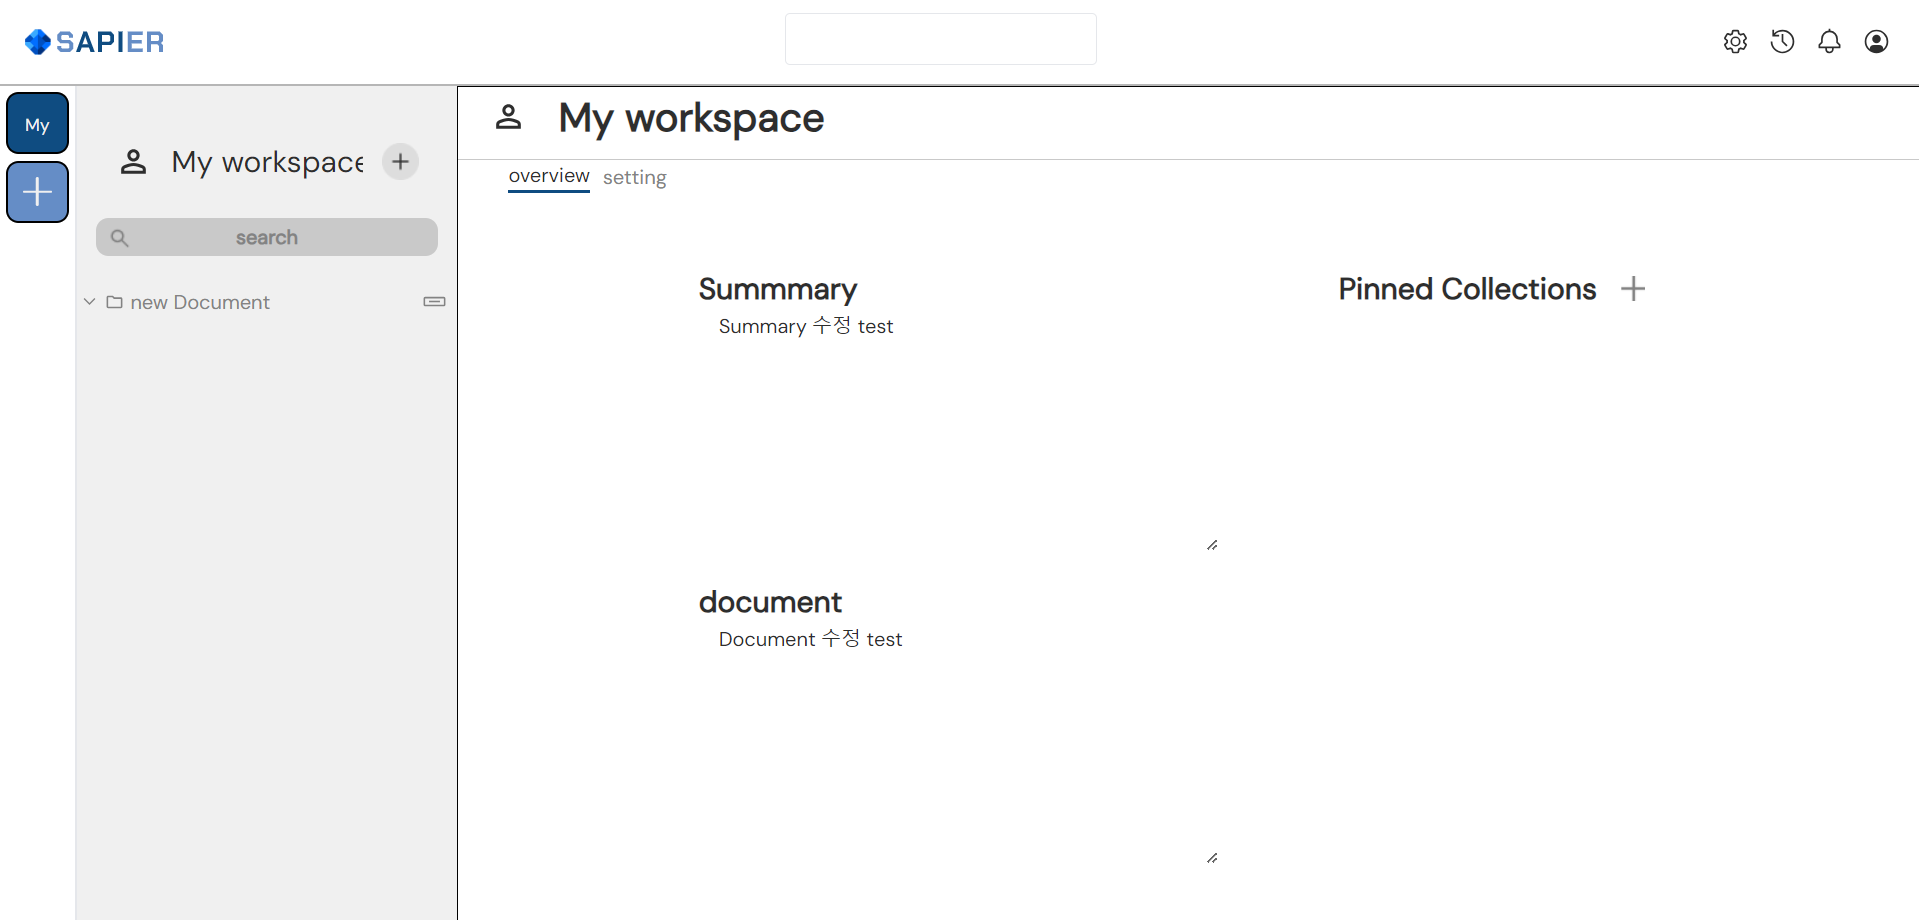 SAPIER
My
My workspace
search
new Document
My workspace
overview setting
Summmary
Summary 수정 test
Pinned Collections
document
Document 수정 test